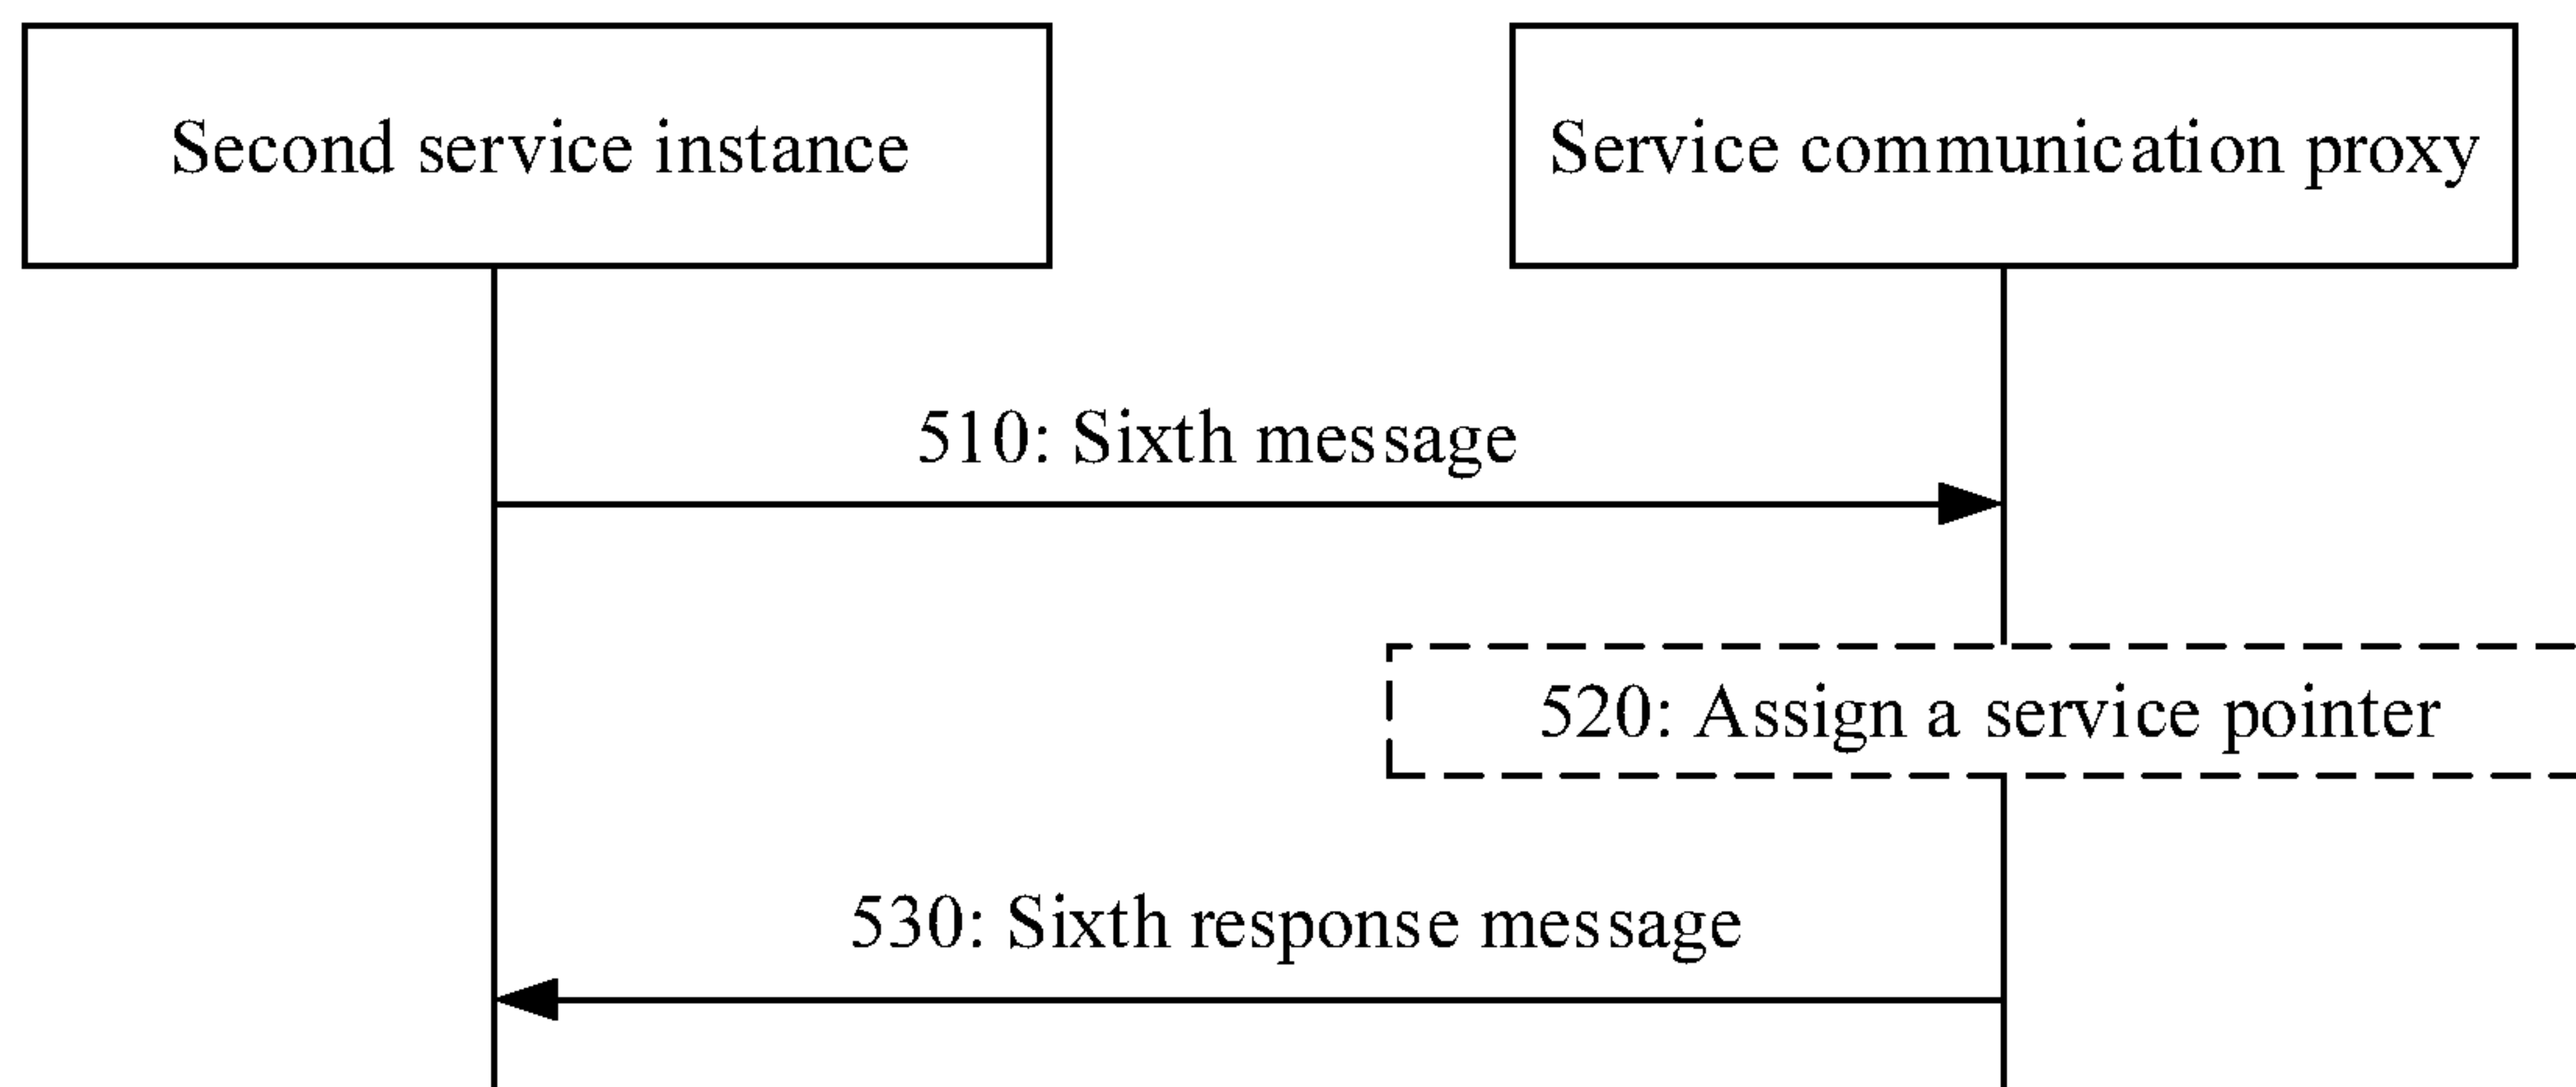 Second service instance
Service communication proxy
510: Sixth message
520: Assign a service pointer
530: Sixth response message